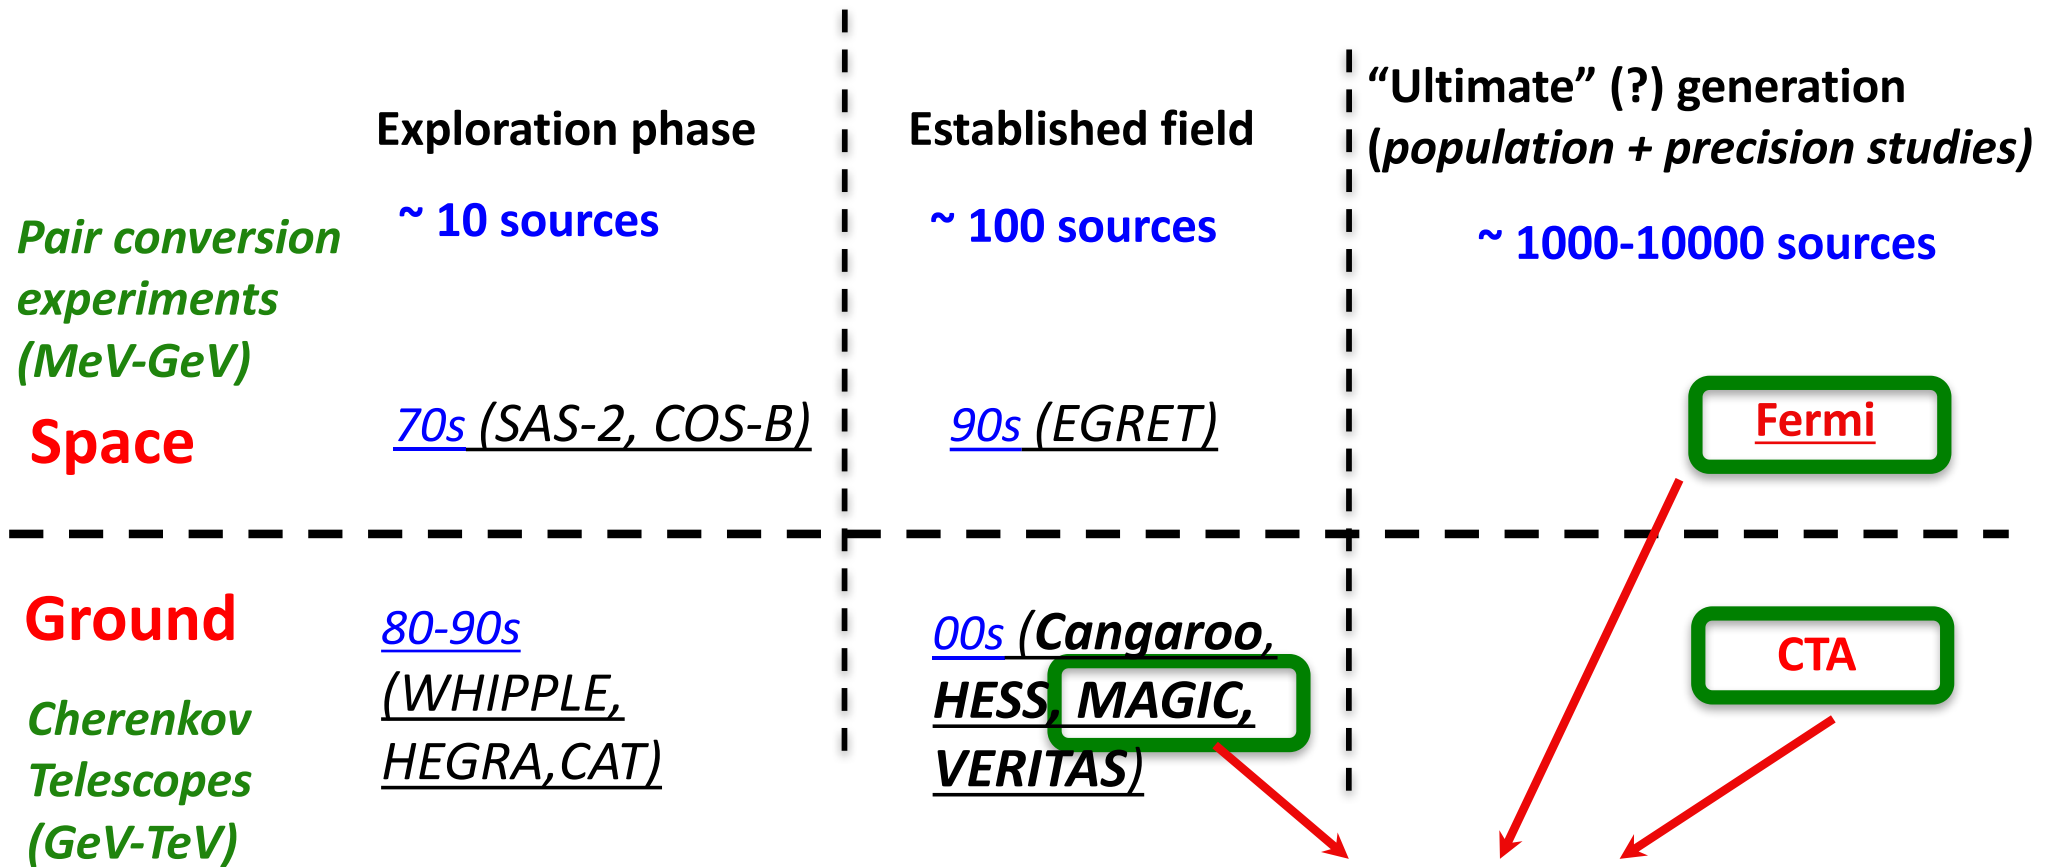 Exploration phase
Established field
“Ultimate” (?) generation
(population + precision studies)
~ 10 sources
~ 100 sources
~ 1000-10000 sources
Pair conversion
experiments
(MeV-GeV)
Space
70s (SAS-2, COS-B)
90s (EGRET)
Fermi
Ground
80-90s
(WHIPPLE,
HEGRA,CAT)
00s (Cangaroo,
HESS, MAGIC,
VERITAS)
CTA
Cherenkov
Telescopes
(GeV-TeV)